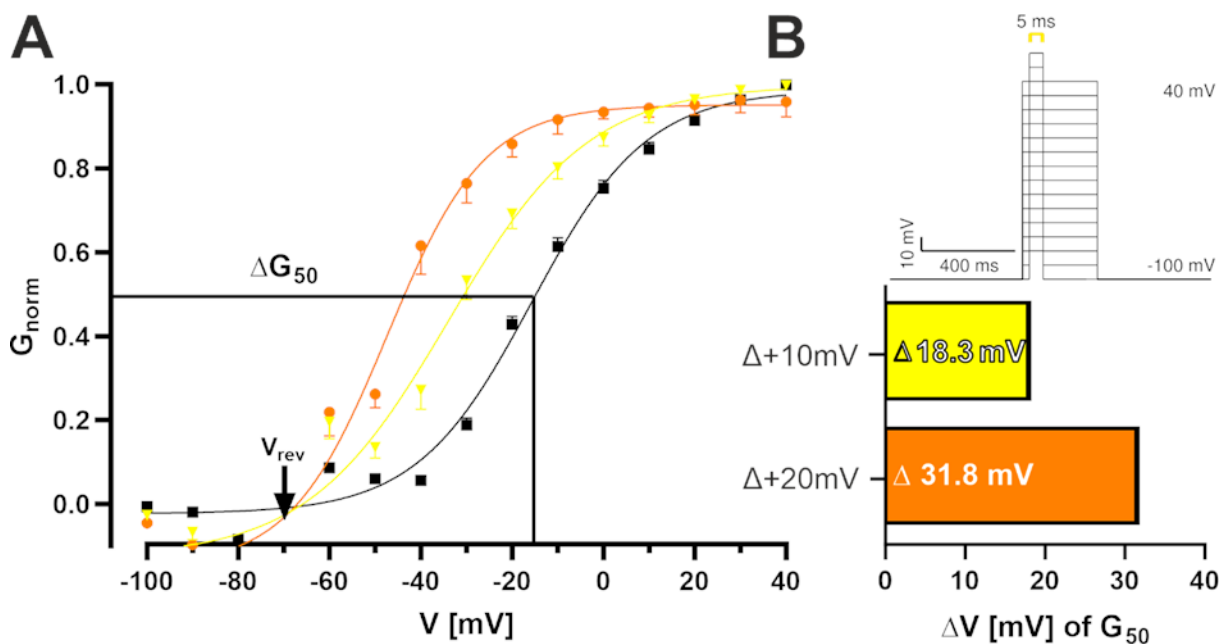 A
1.0
0.8
0.6
0.4
0.2
0.0
G_norm
ΔG₅₀
V_rev
-100
-80
-60
-40
-20
0
20
40
V [mV]
B
5 ms
40 mV
10 mV
400 ms
-100 mV
Δ+10mV
Δ 18.3 mV
Δ+20mV
Δ 31.8 mV
0
10
20
30
40
ΔV [mV] of G₅₀